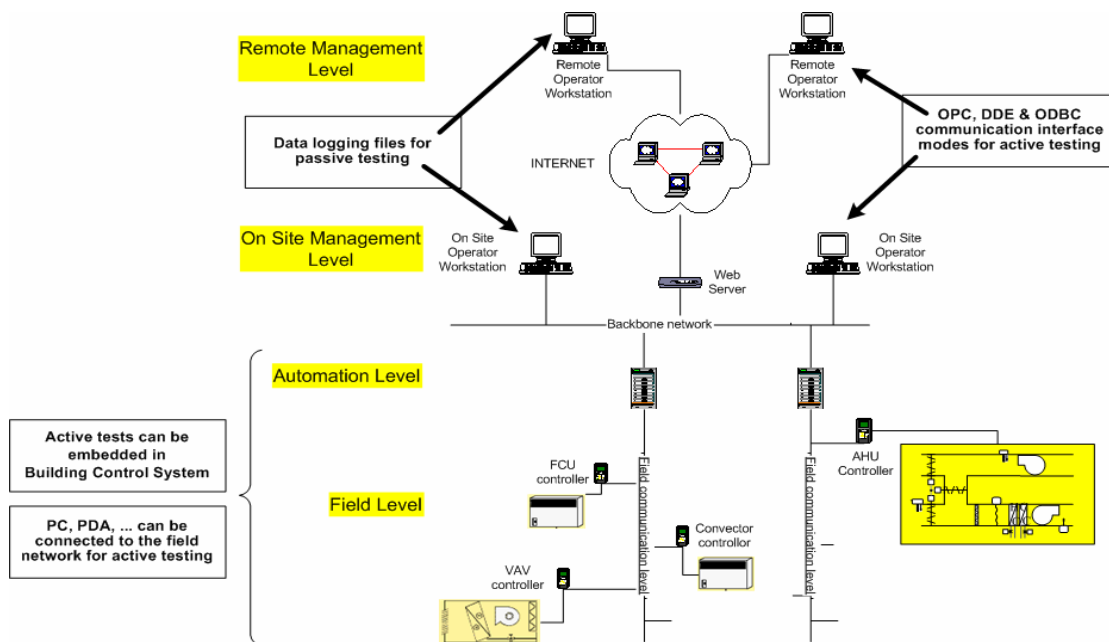 Remote Management
Level
Remote
Operator
Workstation
Remote
Operator
Workstation
Data logging files for
passive testing
OPC, DDE & ODBC
communication interface
modes for active testing
INTERNET
On Site Management
Level
On Site
Operator
Workstation
On Site
Operator
Workstation
Web
Server
Backbone network
Automation Level
Active tests can be
embedded in
Building Control System
PC, PDA, ... can be
connected to the field
network for active testing
Field Level
FCU
controller
Field communication level
Field communication level
AHU
Controller
Convector
controllor
VAV
controller